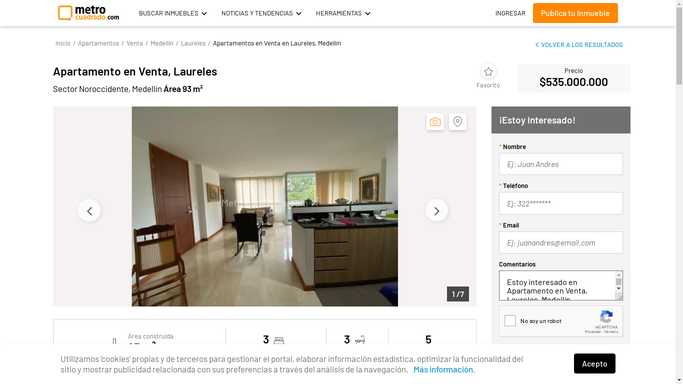 metro
cuadrado.com
BUSCAR INMUEBLES
NOTICIAS Y TENDENCIAS
HERRAMIENTAS
INGRESAR
Publica tu Inmueble
Inicio / Apartamentos / Venta / Medellín / Laureles / Apartamentos en Venta en Laureles, Medellín
VOLVER A LOS RESULTADOS
Apartamento en Venta, Laureles
Sector Noroccidente, Medellín Área 93 m²
Favorito
Precio
$535.000.000
1 / 7
¡Estoy Interesado!
* Nombre
Ej: Juan Andres
* Teléfono
Ej: 322*******
* Email
Ej: juanandres@email.com
Comentarios
Estoy interesado en
Apartamento en Venta,
Laureles, Medellín
No soy un robot
reCAPTCHA
Privacidad - Términos
Área construida
3
3
5
Utilizamos 'cookies' propias y de terceros para gestionar el portal, elaborar información estadística, optimizar la funcionalidad del
sitio y mostrar publicidad relacionada con sus preferencias a través del análisis de la navegación. Más información.
Acepto